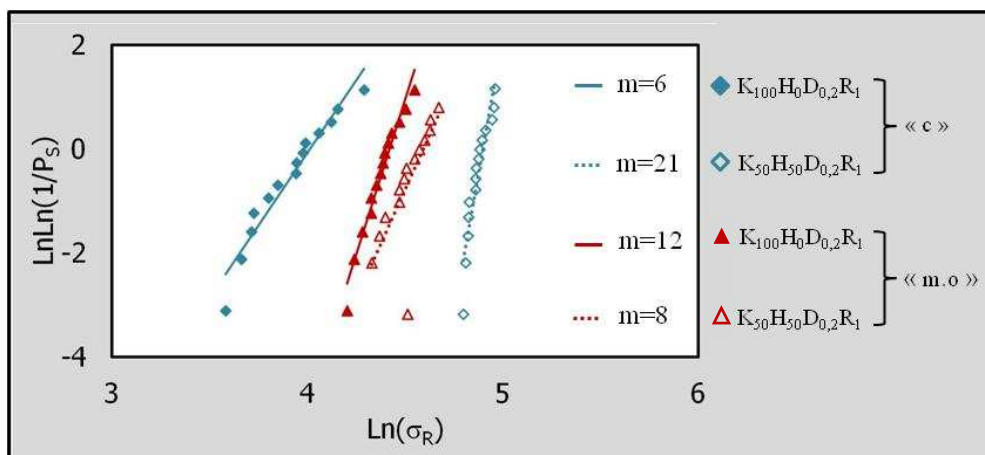 2
0
-2
-4
LnLn(1/P_S)
3 4 5 6
Ln(σ_R)
m=6
m=21
m=12
m=8
K₁₀₀H₀D₀,₂R₁
K₅₀H₅₀D₀,₂R₁
« c »
K₁₀₀H₀D₀,₂R₁
K₅₀H₅₀D₀,₂R₁
« m.o »